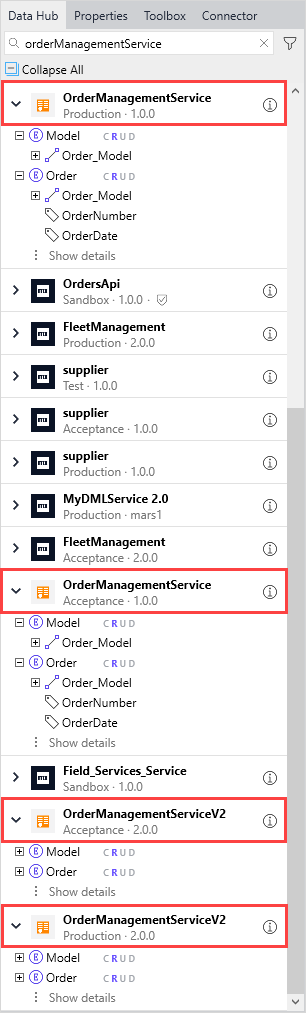 Data Hub Properties Toolbox Connector
orderManagementService
Collapse All
OrderManagementService
Production · 1.0.0
Model CRUD
Order_Model
Order CRUD
Order_Model
OrderNumber
OrderDate
Show details
OrdersApi
Sandbox · 1.0.0 ·
FleetManagement
Production · 2.0.0
supplier
Test · 1.0.0
supplier
Acceptance · 1.0.0
supplier
Production · 1.0.0
MyDMLService 2.0
Production · mars1
FleetManagement
Acceptance · 2.0.0
OrderManagementService
Acceptance · 1.0.0
Model CRUD
Order_Model
Order CRUD
Order_Model
OrderNumber
OrderDate
Show details
Field_Services_Service
Sandbox · 1.0.0
OrderManagementServiceV2
Acceptance · 2.0.0
Model CRUD
Order CRUD
Show details
OrderManagementServiceV2
Production · 2.0.0
Model CRUD
Order CRUD
Show details